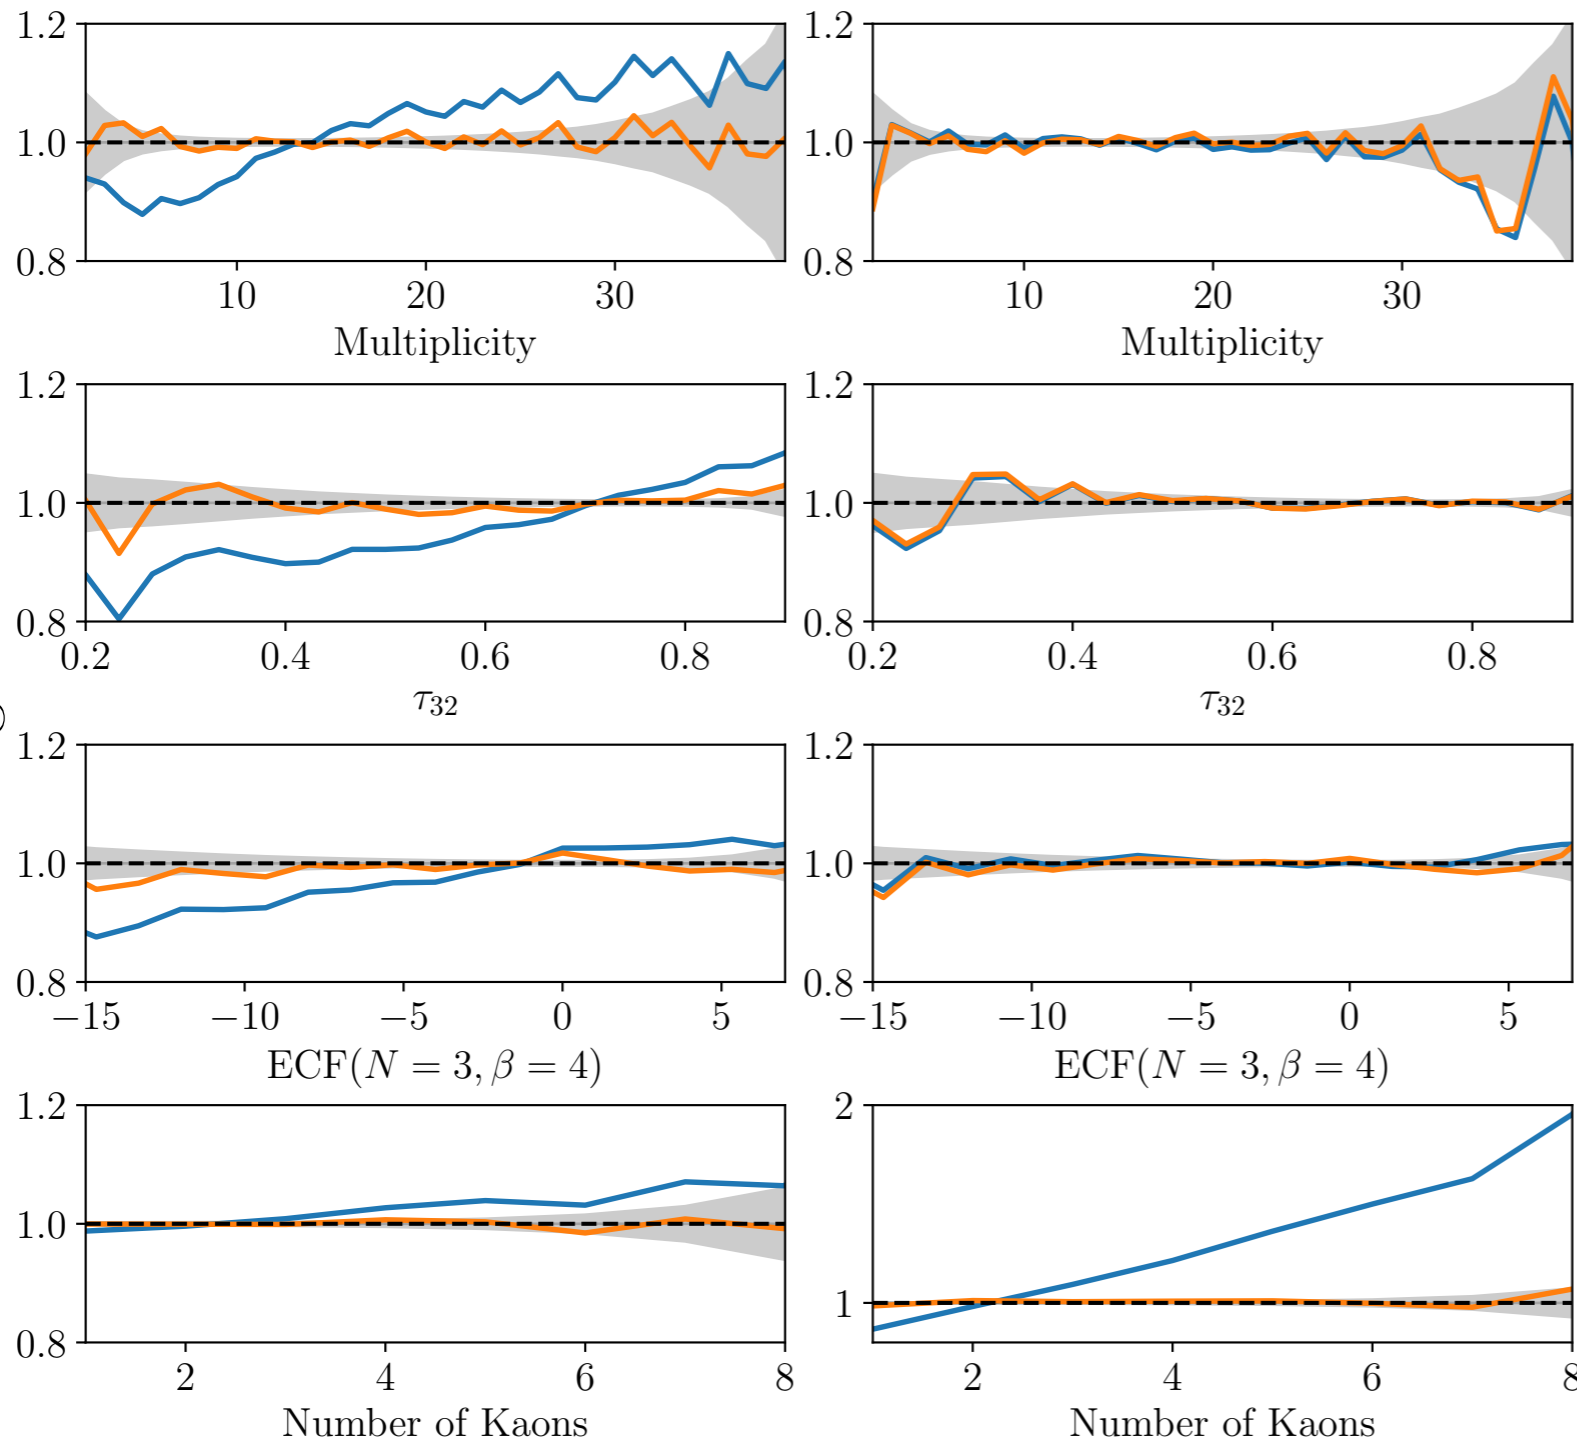 1.2 1.2
1.0 1.0
0.8 0.8
10 20 30 10 20 30
Multiplicity Multiplicity
1.2 1.2
1.0 1.0
0.8 0.8
0.2 0.4 0.6 0.8 0.2 0.4 0.6 0.8
τ32 τ32
1.2 1.2
1.0 1.0
0.8 0.8
−15 −10 −5 0 5 −15 −10 −5 0 5
ECF(N = 3, β = 4) ECF(N = 3, β = 4)
1.2 2
1.0 1
0.8
2 4 6 8 2 4 6 8
Number of Kaons Number of Kaons